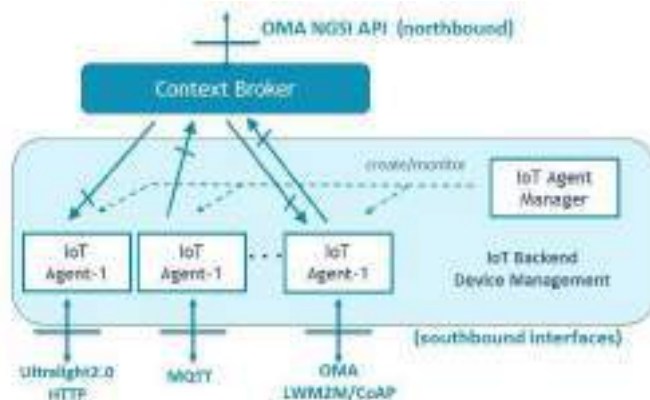 OMA NGSI API (northbound)
Context Broker
create/monitor
IoT Agent
Manager
IoT
Agent-1
IoT
Agent-1
IoT
Agent-1
IoT Backend
Device Management
(southbound interfaces)
Ultralight2.0
HTTP
MQTT
OMA
LWM2M/CoAP